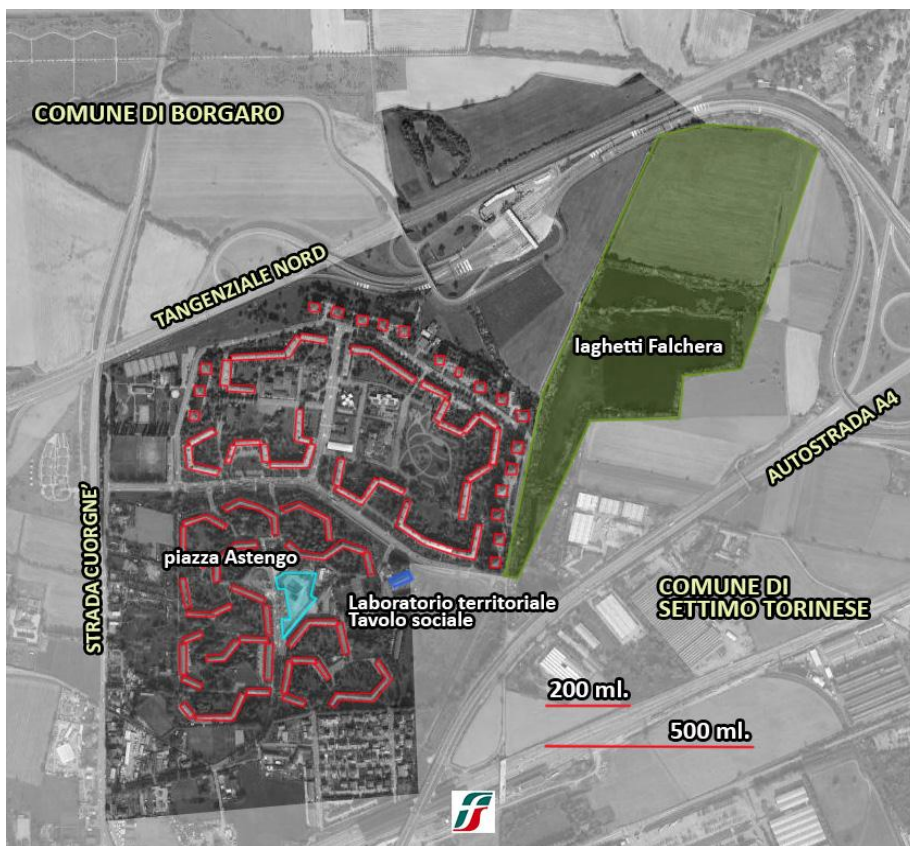 COMUNE DI BORGARO
TANGENZIALE NORD
laghetti Falchera
AUTOSTRADA A4
STRADA CUORGNE'
piazza Astengo
Laboratorio territoriale
Tavolo sociale
COMUNE DI
SETTIMO TORINESE
200 ml.
500 ml.